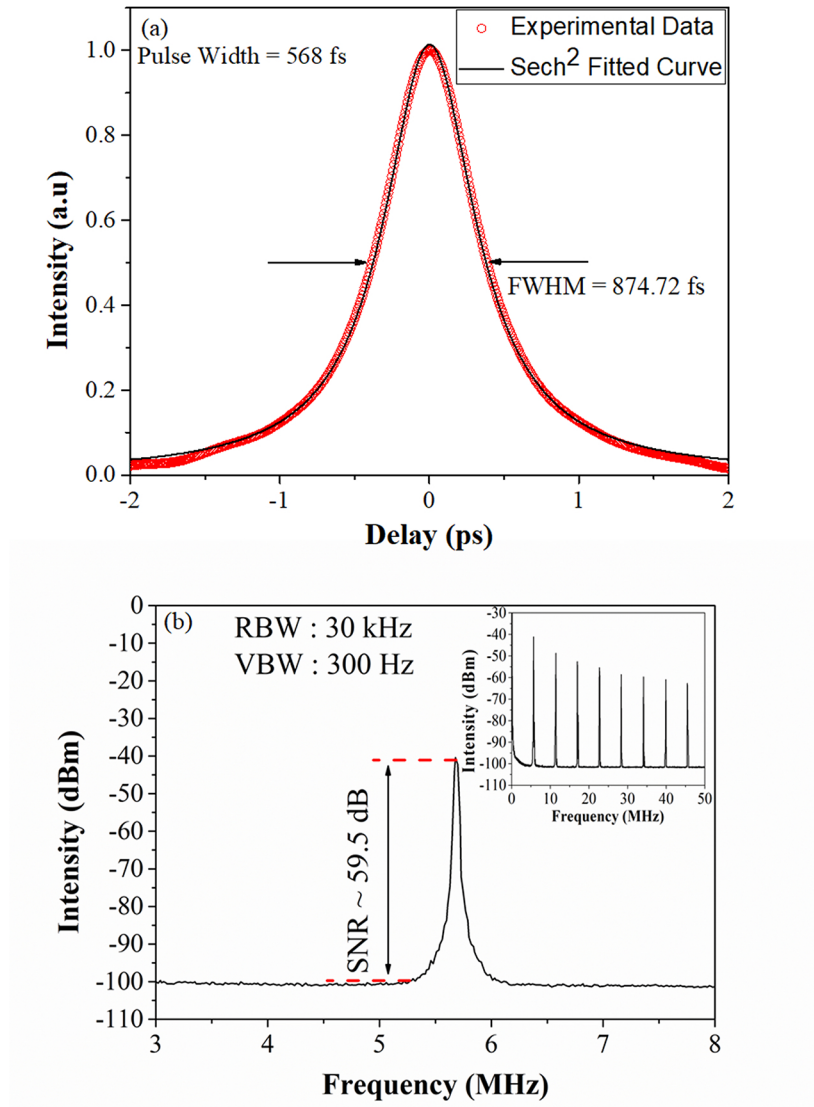 (a)
Pulse Width = 568 fs
Experimental Data
Sech² Fitted Curve
FWHM = 874.72 fs
Intensity (a.u)
1.0
0.8
0.6
0.4
0.2
0.0
-2 -1 0 1 2
Delay (ps)
(b)
RBW : 30 kHz
VBW : 300 Hz
SNR ~ 59.5 dB
Intensity (dBm)
0
-10
-20
-30
-40
-50
-60
-70
-80
-90
-100
-110
3 4 5 6 7 8
Frequency (MHz)
Intensity (dBm)
-30
-40
-50
-60
-70
-80
-90
-100
-110
0 10 20 30 40 50
Frequency (MHz)